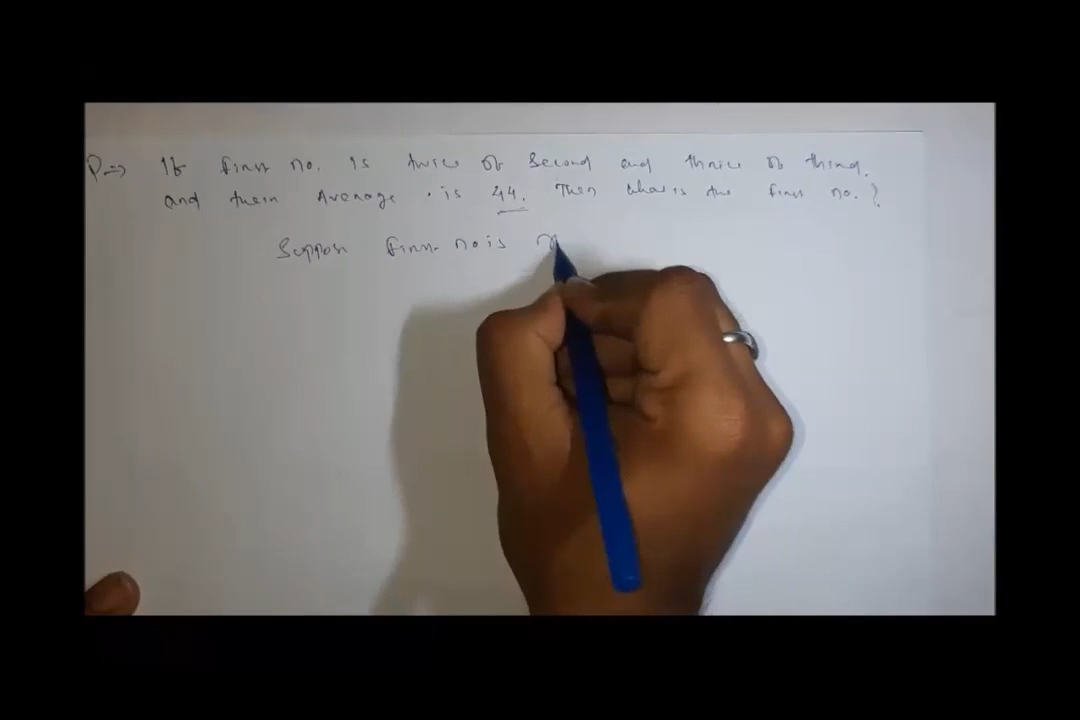 P⇒ If first no. is twice of second and thrice of third.
and their Average is 44. Then what is the first no.?
Suppose first no is x